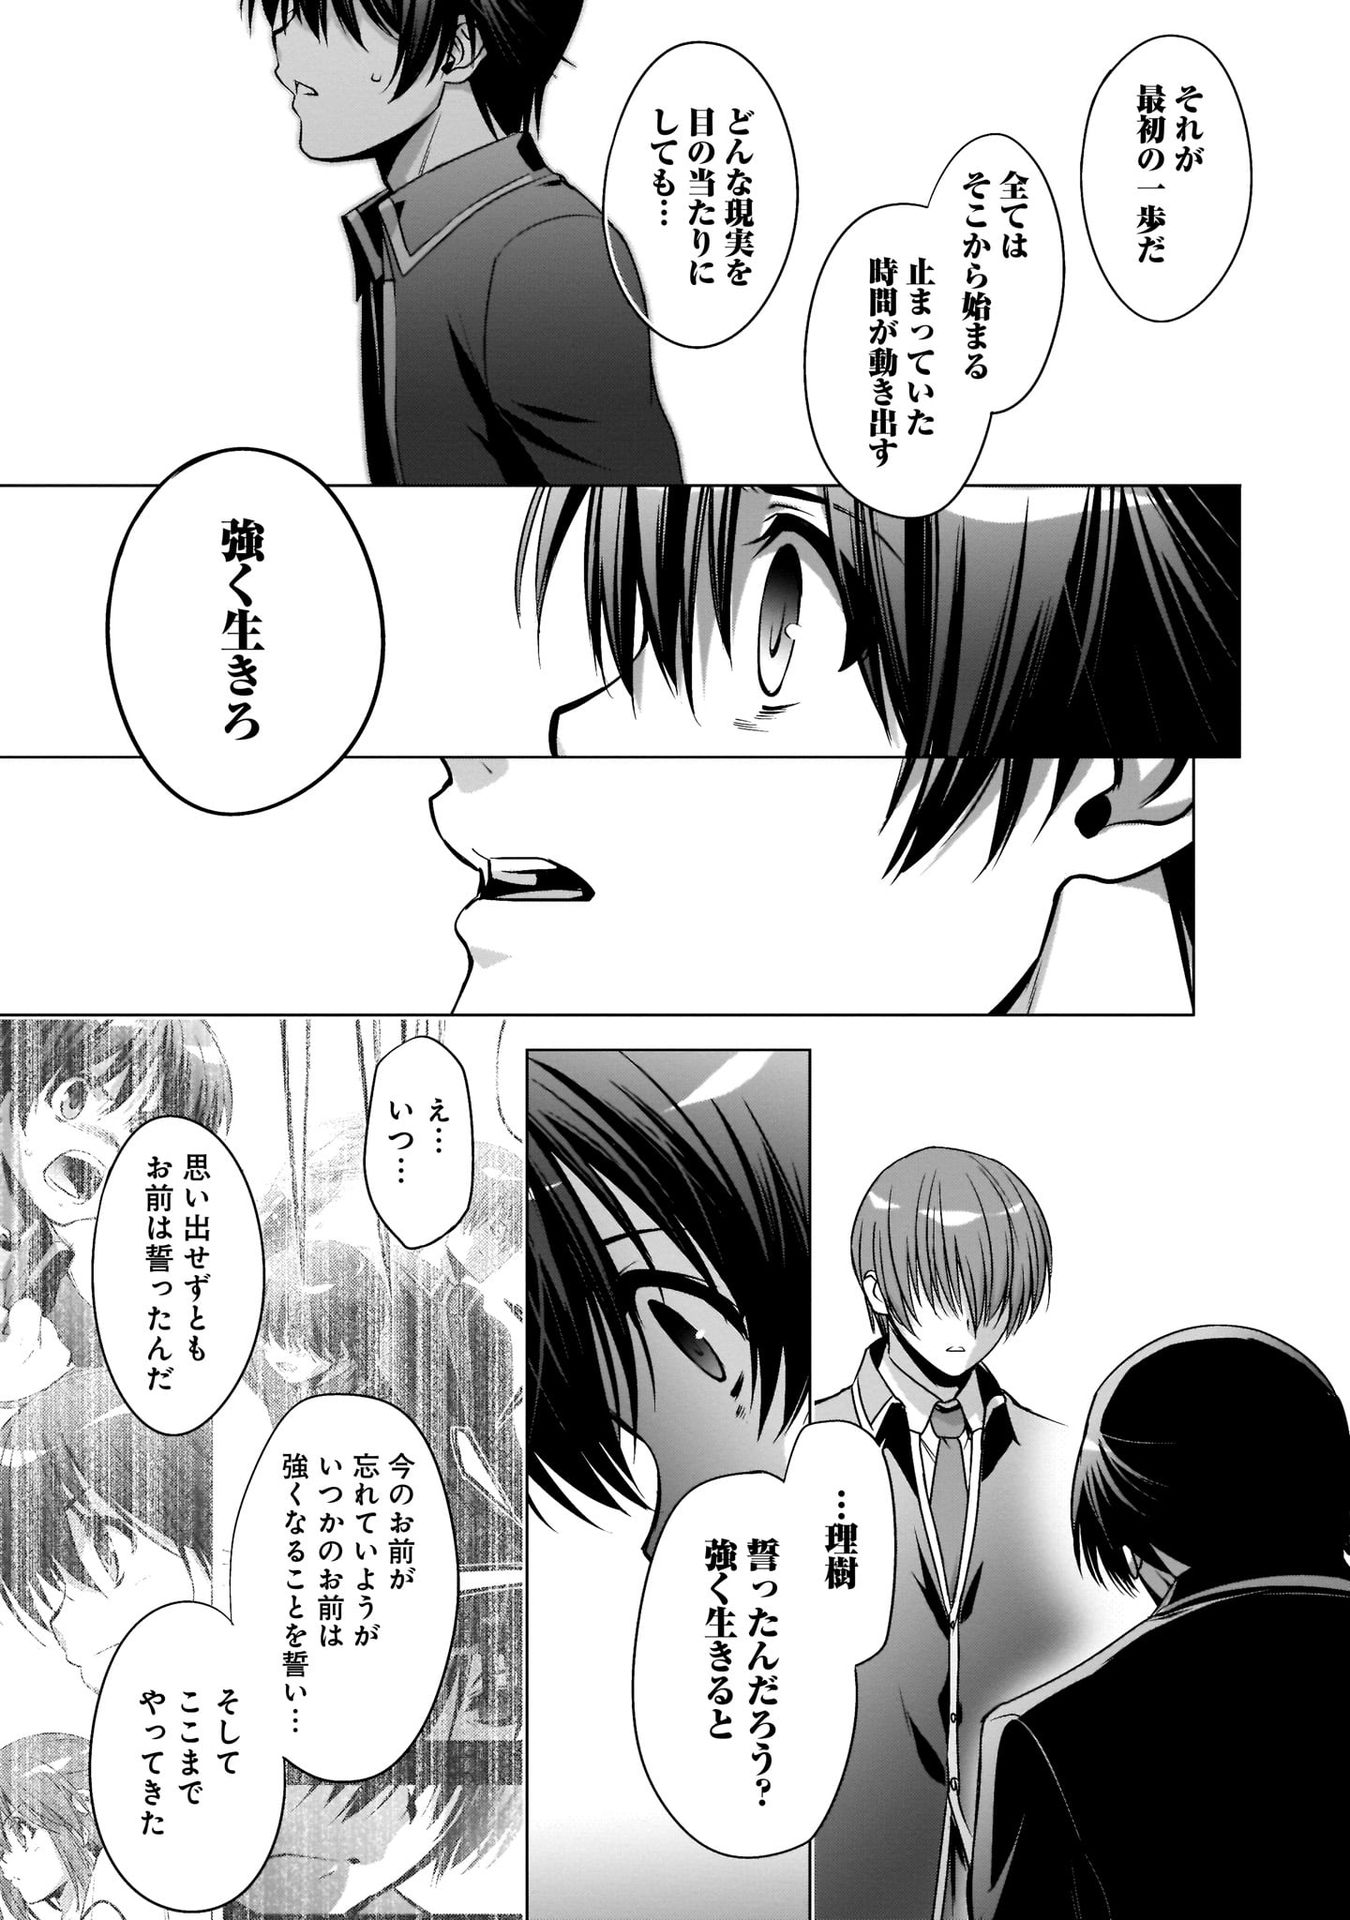 それが
最初の一歩だ
全ては
そこから始まる
止まっていた
時間が動き出す
どんな現実を
目の当たりに
しても…
強く生きろ
…理樹
誓ったんだろう?
強く生きると
え…
いつ…
思い出せずとも
お前は誓ったんだ
今のお前が
忘れていようが
いつかのお前は
強くなることを誓い…
そして
ここまで
やってきた